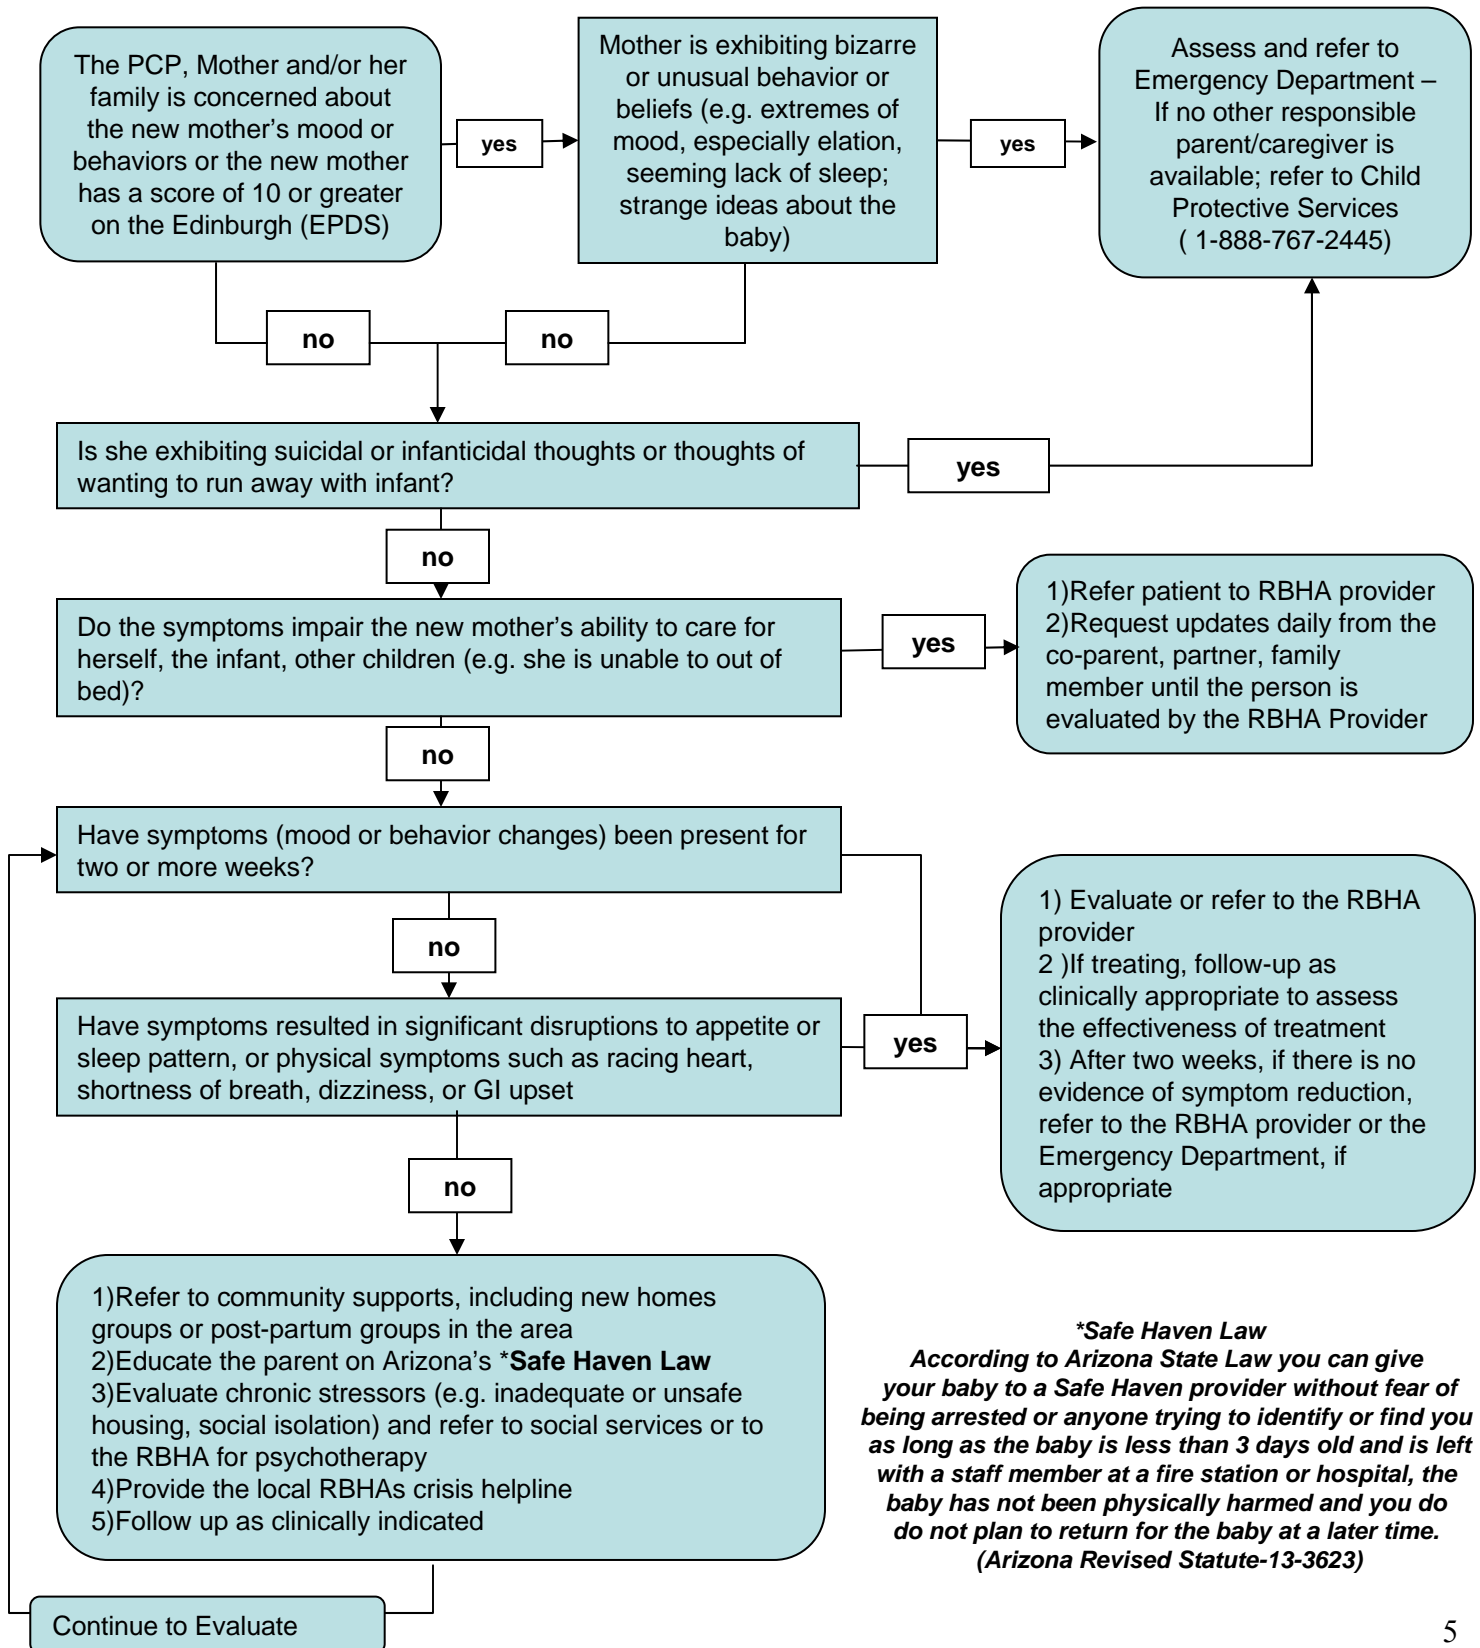 The PCP, Mother and/or her
family is concerned about
the new mother's mood or
behaviors or the new mother
has a score of 10 or greater
on the Edinburgh (EPDS)
yes
Mother is exhibiting bizarre
or unusual behavior or
beliefs (e.g. extremes of
mood, especially elation,
seeming lack of sleep;
strange ideas about the
baby)
yes
Assess and refer to
Emergency Department –
If no other responsible
parent/caregiver is
available; refer to Child
Protective Services
( 1-888-767-2445)
no
no
Is she exhibiting suicidal or infanticidal thoughts or thoughts of
wanting to run away with infant?
yes
no
Do the symptoms impair the new mother's ability to care for
herself, the infant, other children (e.g. she is unable to out of
bed)?
yes
1)Refer patient to RBHA provider
2)Request updates daily from the
co-parent, partner, family
member until the person is
evaluated by the RBHA Provider
no
Have symptoms (mood or behavior changes) been present for
two or more weeks?
no
Have symptoms resulted in significant disruptions to appetite or
sleep pattern, or physical symptoms such as racing heart,
shortness of breath, dizziness, or GI upset
yes
1) Evaluate or refer to the RBHA
provider
2 )If treating, follow-up as
clinically appropriate to assess
the effectiveness of treatment
3) After two weeks, if there is no
evidence of symptom reduction,
refer to the RBHA provider or the
Emergency Department, if
appropriate
no
1)Refer to community supports, including new homes
groups or post-partum groups in the area
2)Educate the parent on Arizona's *Safe Haven Law
3)Evaluate chronic stressors (e.g. inadequate or unsafe
housing, social isolation) and refer to social services or to
the RBHA for psychotherapy
4)Provide the local RBHAs crisis helpline
5)Follow up as clinically indicated
*Safe Haven Law
According to Arizona State Law you can give
your baby to a Safe Haven provider without fear of
being arrested or anyone trying to identify or find you
as long as the baby is less than 3 days old and is left
with a staff member at a fire station or hospital, the
baby has not been physically harmed and you do
do not plan to return for the baby at a later time.
(Arizona Revised Statute-13-3623)
Continue to Evaluate
5